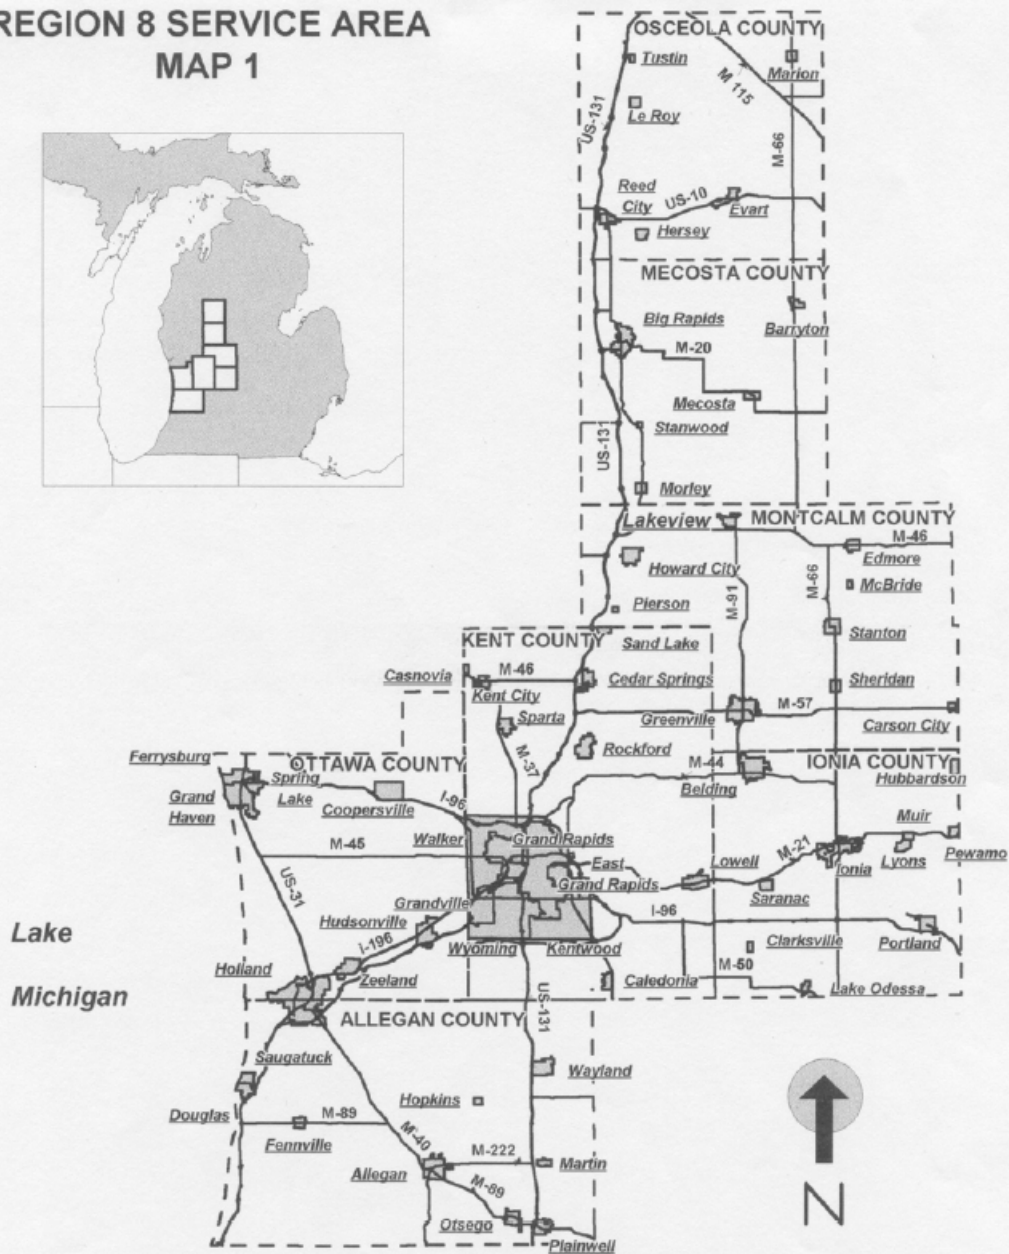 REGION 8 SERVICE AREA
MAP 1
OSCEOLA COUNTY
Tustin
Marion
M 115
Le Roy
US-131
M-66
Reed
City
US-10
Evart
Hersey
MECOSTA COUNTY
Big Rapids
Barryton
M-20
Mecosta
Stanwood
US-131
Morley
Lakeview
MONTCALM COUNTY
M-46
Edmore
Howard City
M-66
McBride
M-91
Pierson
Stanton
KENT COUNTY
Sand Lake
Casnovia
M-46
Cedar Springs
Sheridan
Kent City
M-57
Sparta
Greenville
Carson City
Rockford
M-37
Ferrysburg
OTTAWA COUNTY
M-44
IONIA COUNTY
Spring
Lake
Hubbardson
Belding
Grand
Haven
Coopersville
I-96
Walker
Grand Rapids
Muir
M-45
M-21
Lyons
Pewamo
East
Grand Rapids
Lowell
Ionia
US-31
Saranac
Grandville
Hudsonville
I-96
Lake
I-196
Wyoming
Kentwood
Clarksville
Portland
Holland
Zeeland
M-50
Caledonia
Lake Odessa
Michigan
US-131
ALLEGAN COUNTY
Saugatuck
Wayland
Hopkins
Douglas
M-89
Fennville
M-40
M-222
Martin
Allegan
M-89
Otsego
Plainwell
N